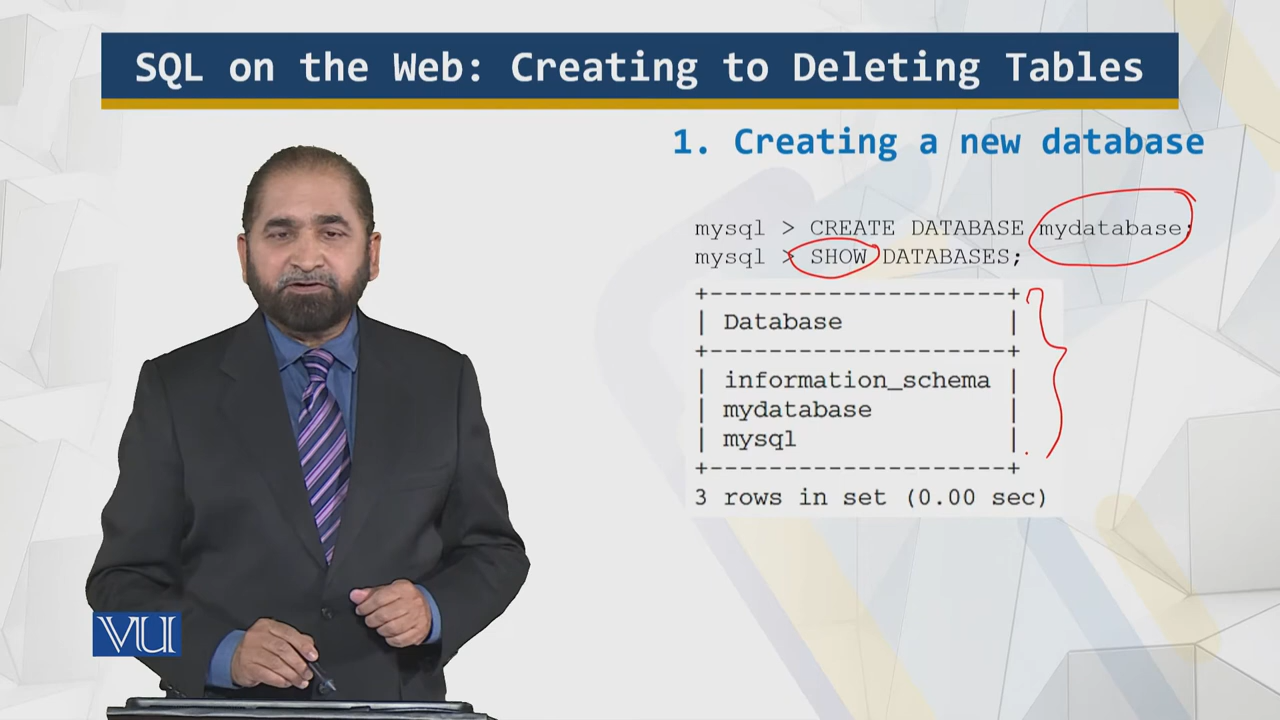 SQL on the Web: Creating to Deleting Tables
1. Creating a new database
mysql > CREATE DATABASE mydatabase;
mysql > SHOW DATABASES;
+--------------------+
| Database |
+--------------------+
| information_schema |
| mydatabase |
| mysql |
+--------------------+
3 rows in set (0.00 sec)
VU